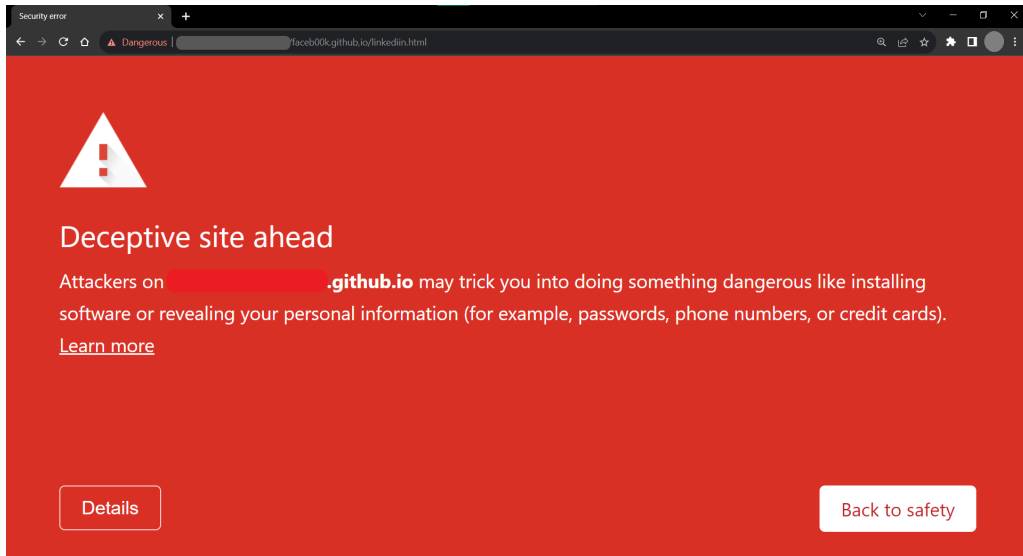 Security error
Dangerous
/faceb00k.github.io/linkediin.html
Deceptive site ahead
Attackers on .github.io may trick you into doing something dangerous like installing
software or revealing your personal information (for example, passwords, phone numbers, or credit cards).
Learn more
Details
Back to safety